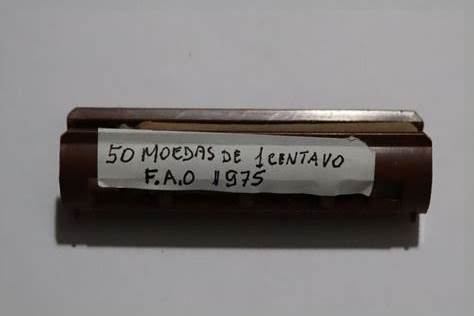 50 MOEDAS DE 1 CENTAVO
F.A.O 1975